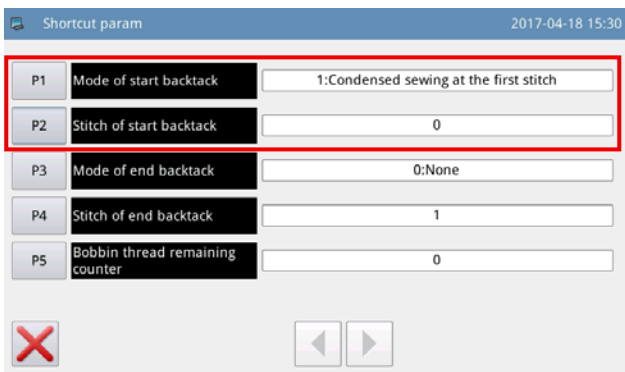 Shortcut param 2017-04-18 15:30
P1 Mode of start backtack 1:Condensed sewing at the first stitch
P2 Stitch of start backtack 0
P3 Mode of end backtack 0:None
P4 Stitch of end backtack 1
P5 Bobbin thread remaining
counter 0